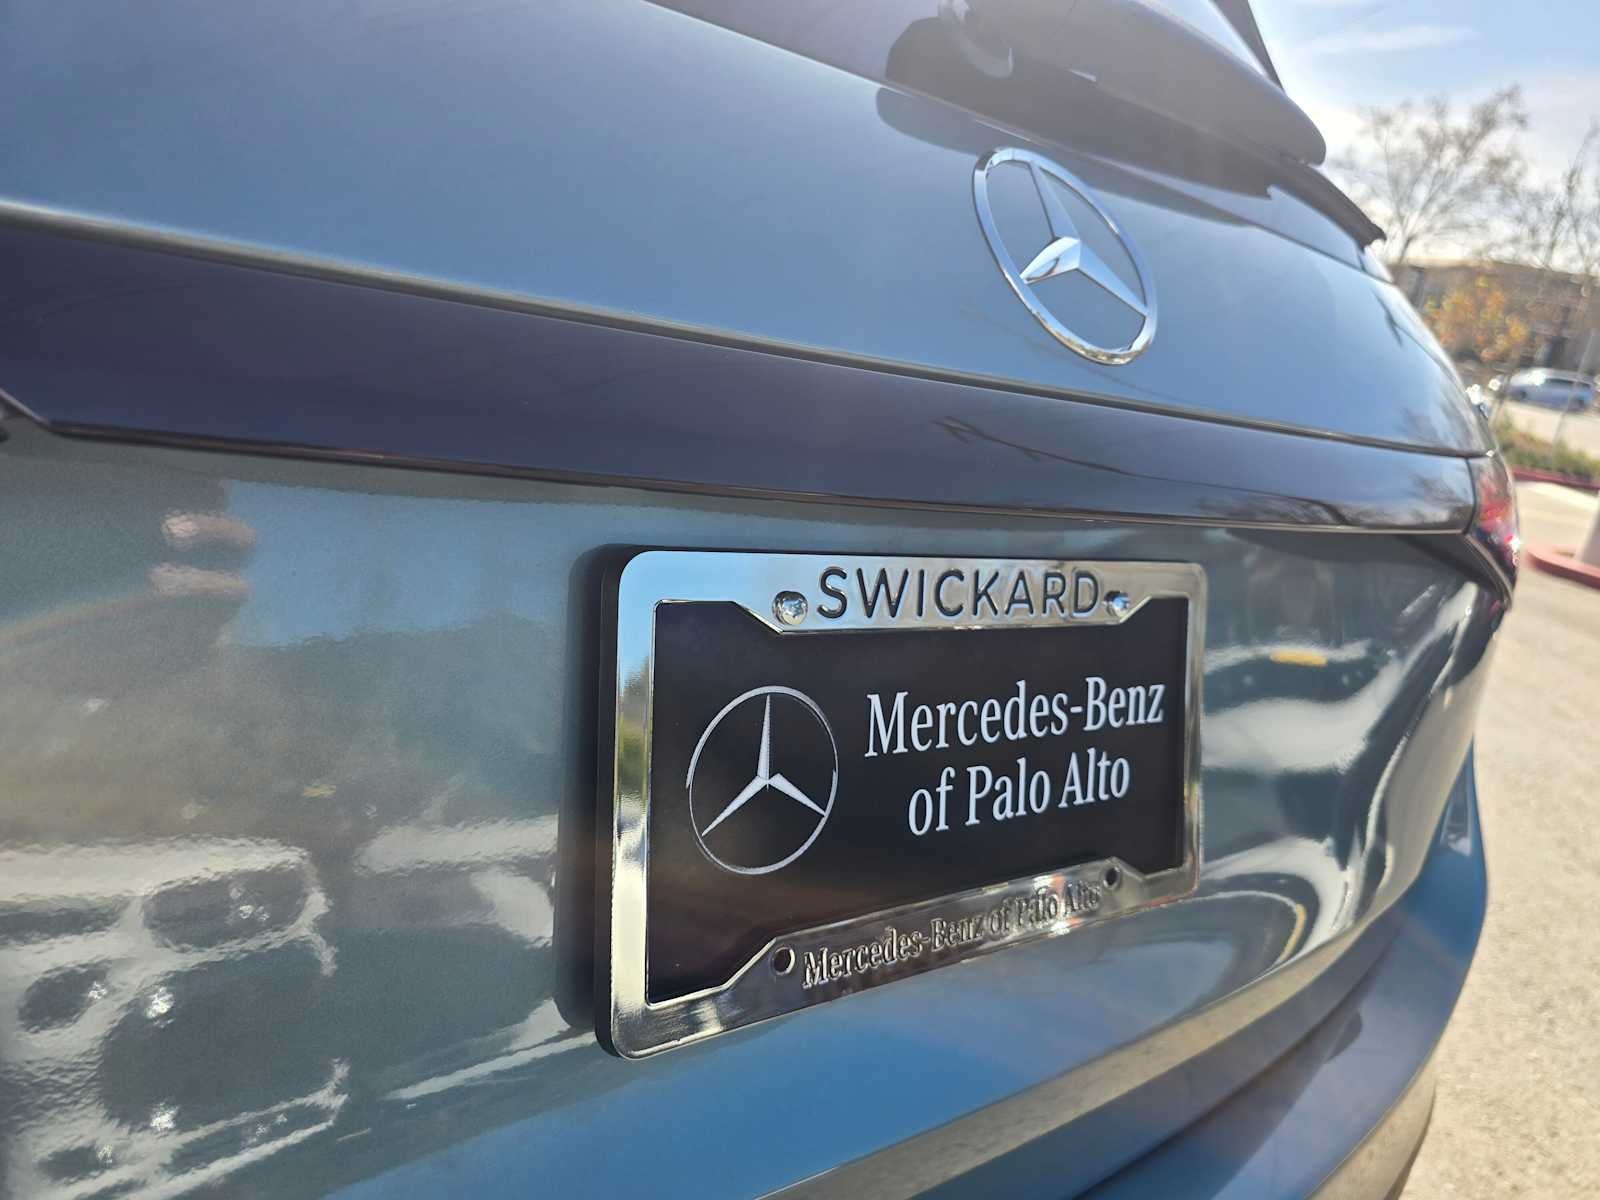 SWICKARD
Mercedes-Benz
of Palo Alto
Mercedes-Benz of Palo Alto